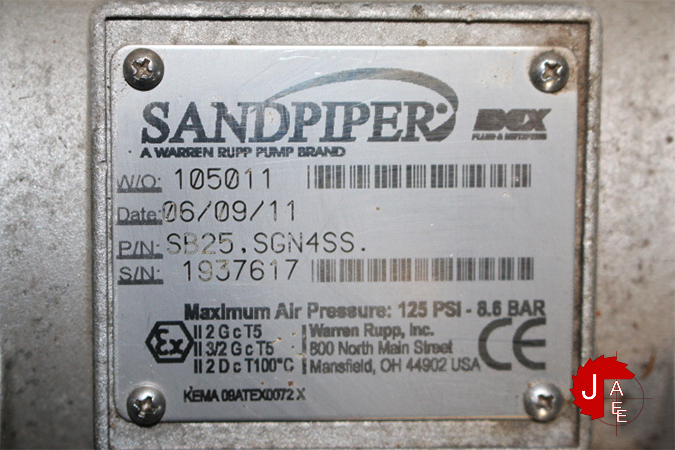 SANDPIPER
IDEX
A WARREN RUPP PUMP BRAND
W/O: 105011
Date: 06/09/11
P/N: SB25.SGN4SS.
S/N: 1937617
Maximum Air Pressure: 125 PSI - 8.6 BAR
Ex
II 2 G c T5
II 3/2 G c T5
II 2 D c T100°C
Warren Rupp, Inc.
800 North Main Street
Mansfield, OH 44902 USA
CE
KEMA 09ATEX0072 X
JAEE